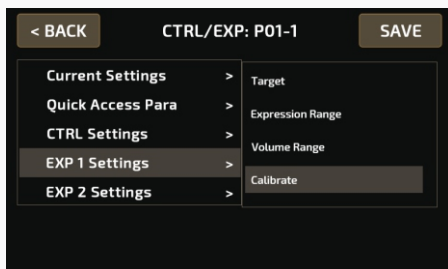 < BACK
CTRL/EXP: P01-1
SAVE
Current Settings >
Quick Access Para >
CTRL Settings >
EXP 1 Settings >
EXP 2 Settings >
Target
Expression Range
Volume Range
Calibrate